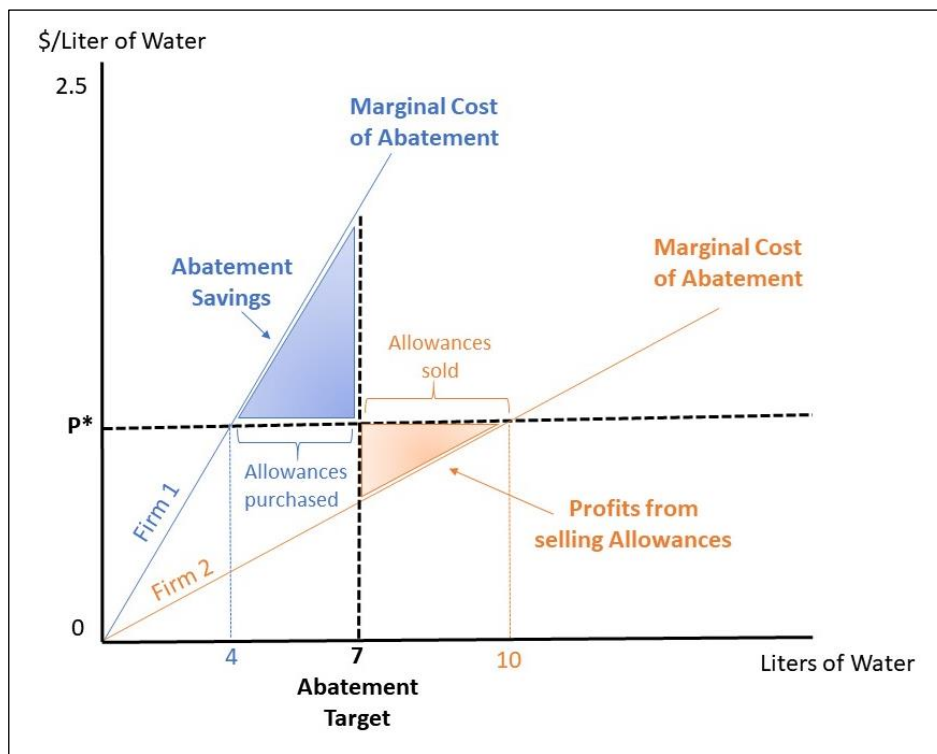 $/Liter of Water
2.5
Marginal Cost
of Abatement
Abatement
Savings
Marginal Cost
of Abatement
Allowances
sold
P*
Allowances
purchased
Profits from
selling Allowances
Firm 1
Firm 2
0
4
7
10
Liters of Water
Abatement
Target